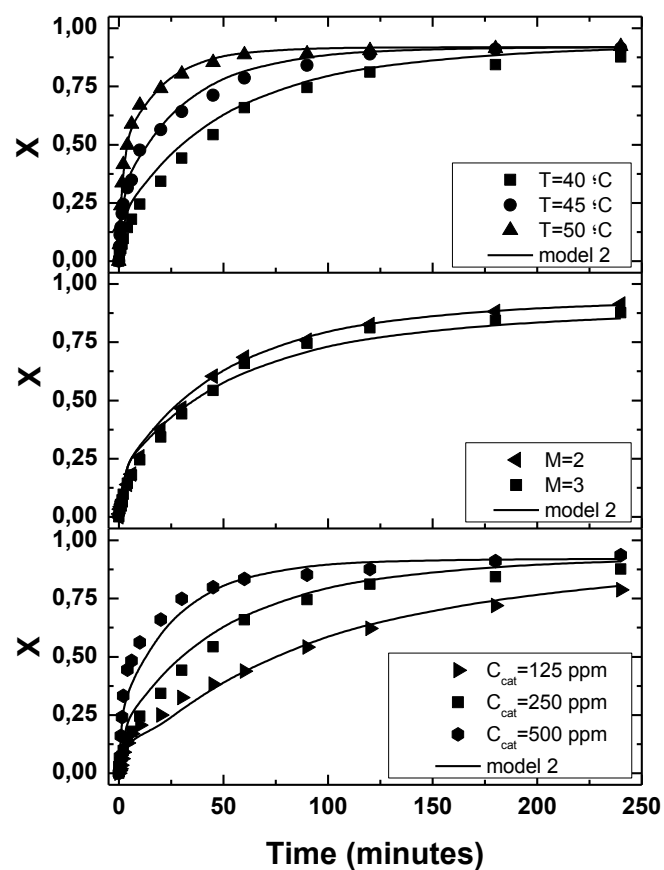 1,00
0,75
0,50
0,25
0,00
X
T=40 °C
T=45 °C
T=50 °C
model 2
1,00
0,75
0,50
0,25
0,00
X
M=2
M=3
model 2
1,00
0,75
0,50
0,25
0,00
X
C_cat=125 ppm
C_cat=250 ppm
C_cat=500 ppm
model 2
0 50 100 150 200 250
Time (minutes)